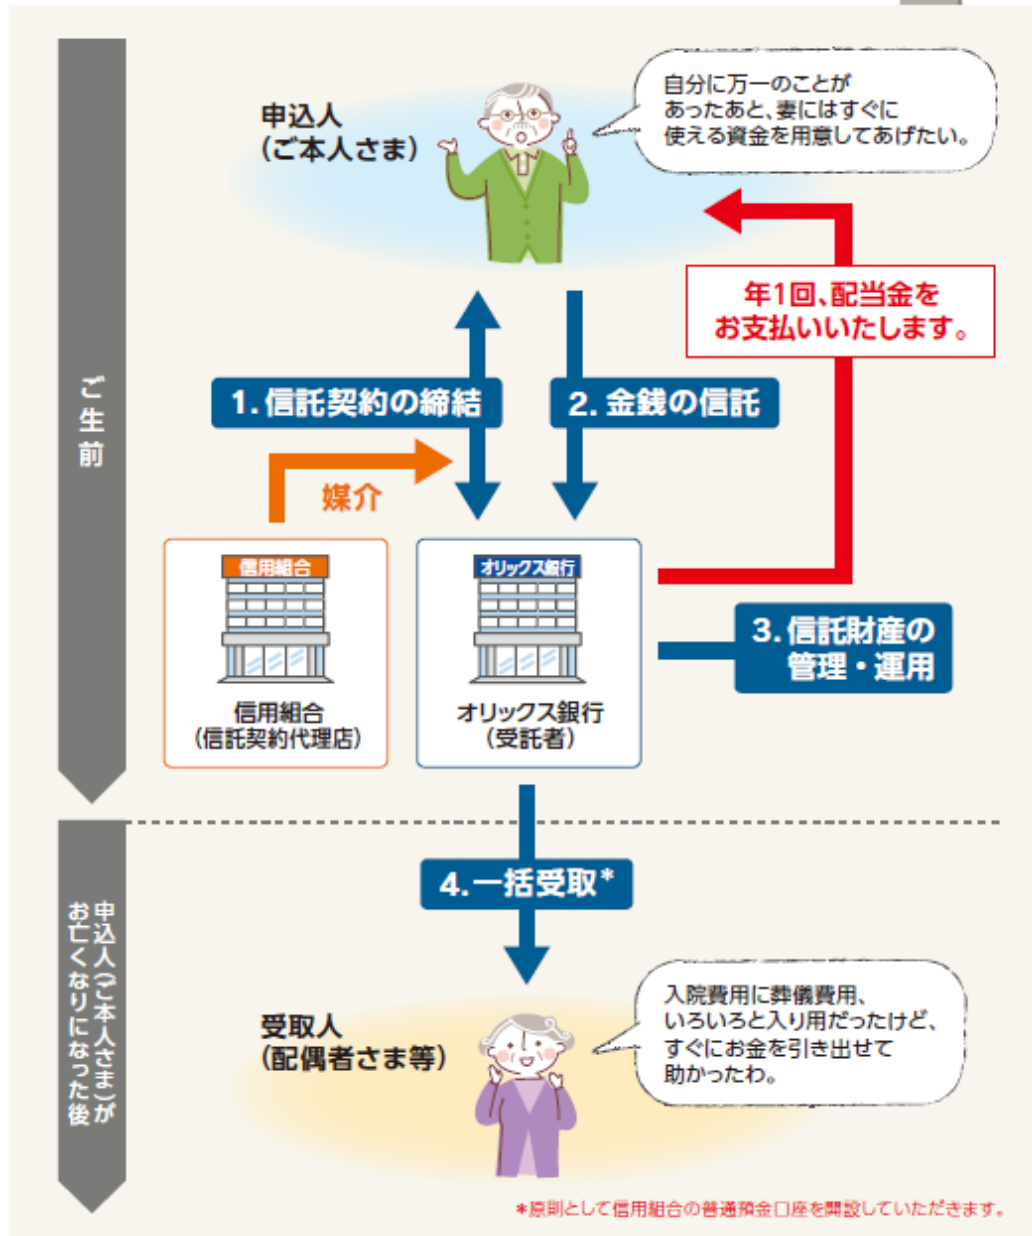 ご生前
申込人
(ご本人さま)
自分に万一のことが
あったあと、妻にはすぐに
使える資金を用意してあげたい。
年1回、配当金を
お支払いいたします。
1.信託契約の締結
2.金銭の信託
媒介
信用組合
信用組合
(信託契約代理店)
オリックス銀行
オリックス銀行
(受託者)
3.信託財産の
管理・運用
4.一括受取*
申込人(ご本人さま)が
お亡くなりになった後
受取人
(配偶者さま等)
入院費用に葬儀費用、
いろいろと入り用だったけど、
すぐにお金を引き出せて
助かったわ。
*原則として信用組合の普通預金口座を開設していただきます。